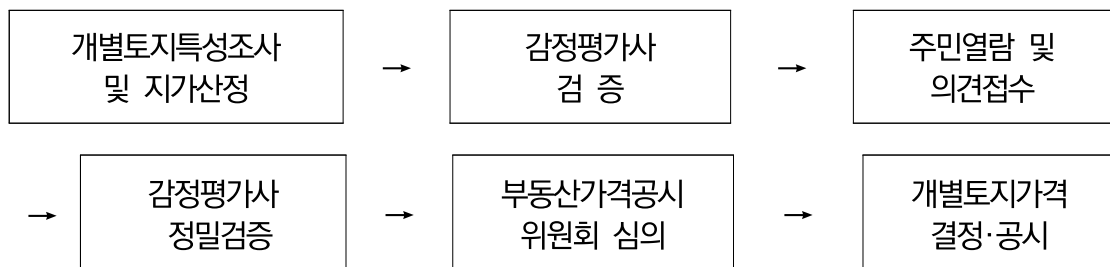 개별토지특성조사
및 지가산정
→
감정평가사
검 증
→
주민열람 및
의견접수
→
감정평가사
정밀검증
→
부동산가격공시
위원회 심의
→
개별토지가격
결정·공시